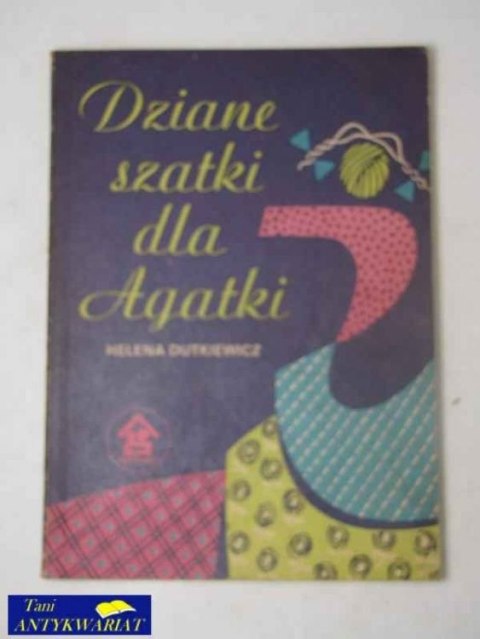 Dziane
szatki
dla
Agatki
HELENA DUTKIEWICZ
Tani
ANTYKWARIAT